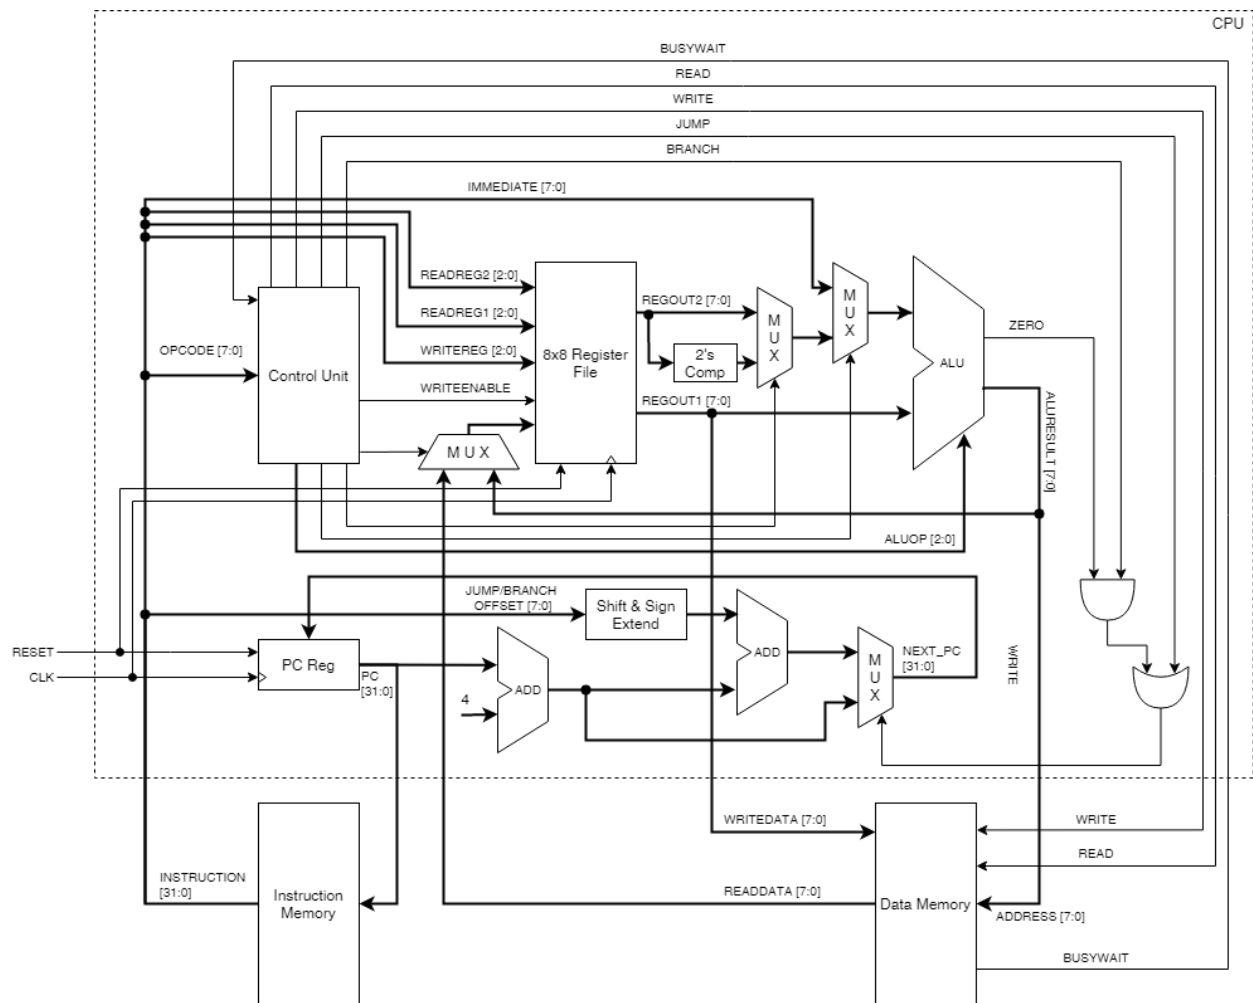 CPU
BUSYWAIT
READ
WRITE
JUMP
BRANCH
IMMEDIATE [7:0]
READREG2 [2:0]
REGOUT2 [7:0]
READREG1 [2:0]
ZERO
OPCODE [7:0]
WRITEREG [2:0]
8x8 Register
File
2's
Comp
M
U
X
M
U
X
ALU
Control Unit
WRITEENABLE
REGOUT1 [7:0]
ALURESULT [7:0]
M U X
ALUOP [2:0]
JUMP/BRANCH
OFFSET [7:0]
Shift & Sign
Extend
RESET
CLK
PC Reg
PC
[31:0]
4
ADD
ADD
M
U
X
NEXT_PC
[31:0]
WRITE
WRITEDATA [7:0]
WRITE
READ
INSTRUCTION
[31:0]
Instruction
Memory
READDATA [7:0]
Data Memory
ADDRESS [7:0]
BUSYWAIT